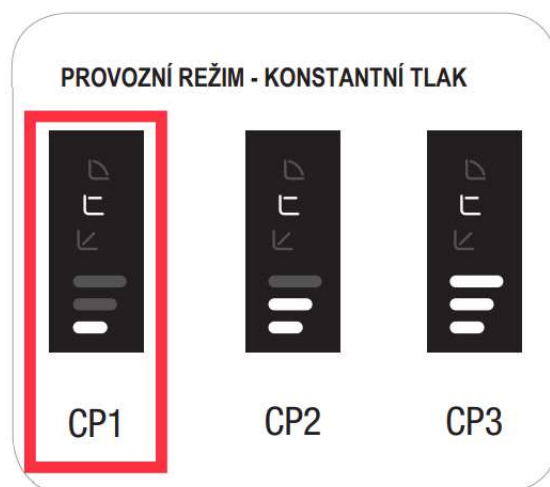 PROVOZNÍ REŽIM - KONSTANTNÍ TLAK
CP1 CP2 CP3